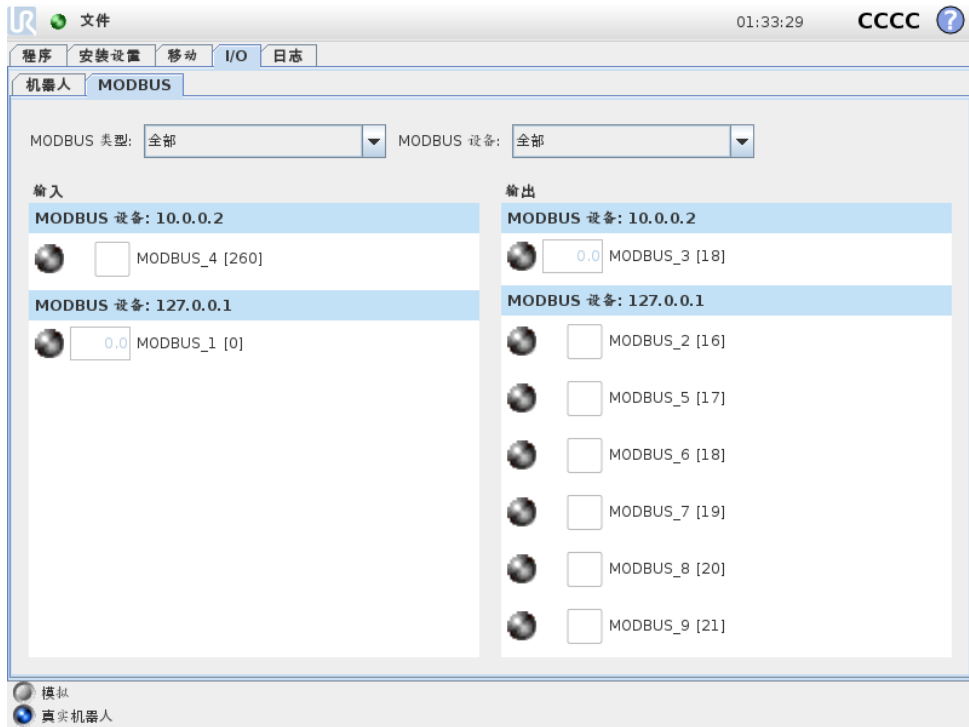 UR 文件 01:33:29 CCCC ?
程序 安装设置 移动 I/O 日志
机器人 MODBUS
MODBUS 类型: 全部 MODBUS 设备: 全部
输入
MODBUS 设备: 10.0.0.2
MODBUS_4 [260]
MODBUS 设备: 127.0.0.1
0.0 MODBUS_1 [0]
输出
MODBUS 设备: 10.0.0.2
0.0 MODBUS_3 [18]
MODBUS 设备: 127.0.0.1
MODBUS_2 [16]
MODBUS_5 [17]
MODBUS_6 [18]
MODBUS_7 [19]
MODBUS_8 [20]
MODBUS_9 [21]
模拟
真实机器人